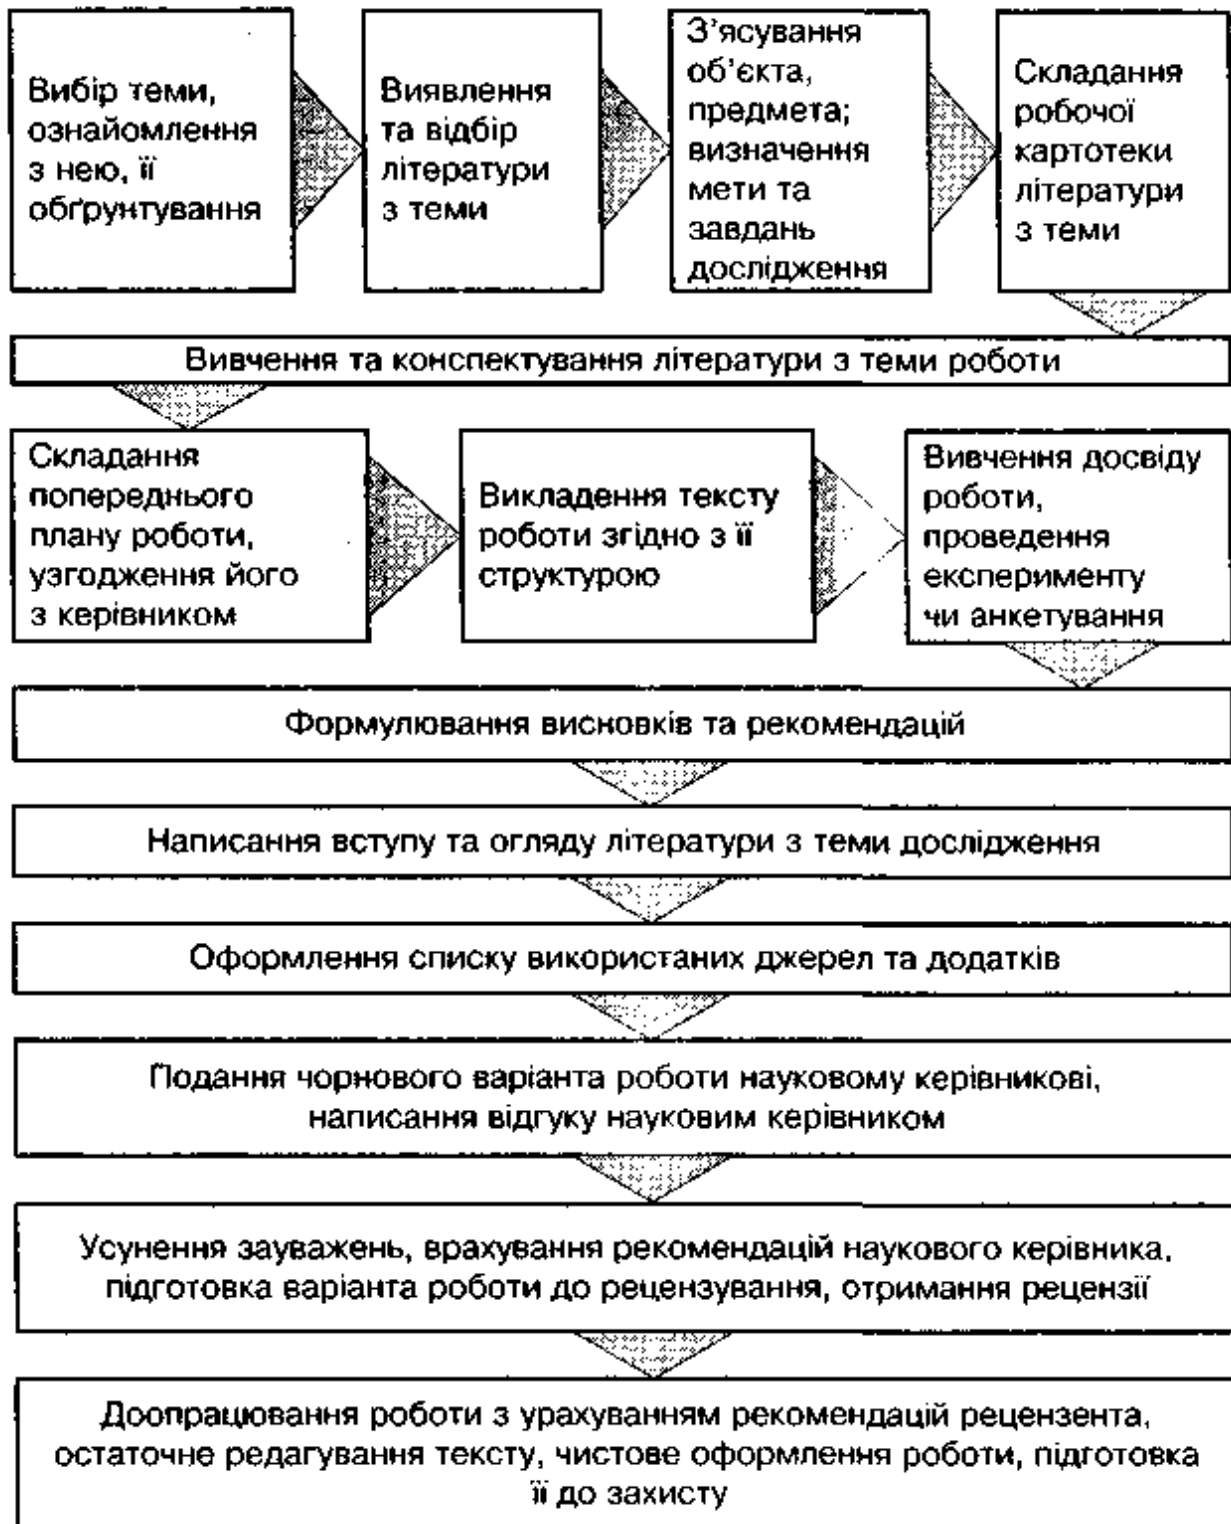 Вибір теми,
ознайомлення
з нею, її
обґрунтування
Виявлення
та відбір
літератури
з теми
З’ясування
об’єкта,
предмета;
визначення
мети та
завдань
дослідження
Складання
робочої
картотеки
літератури
з теми
Вивчення та конспектування літератури з теми роботи
Складання
попереднього
плану роботи,
узгодження його
з керівником
Викладення тексту
роботи згідно з її
структурою
Вивчення досвіду
роботи,
проведення
експерименту
чи анкетування
Формулювання висновків та рекомендацій
Написання вступу та огляду літератури з теми дослідження
Оформлення списку використаних джерел та додатків
Подання чорнового варіанта роботи науковому керівникові,
написання відгуку науковим керівником
Усунення зауважень, врахування рекомендацій наукового керівника,
підготовка варіанта роботи до рецензування, отримання рецензії
Доопрацювання роботи з урахуванням рекомендацій рецензента,
остаточне редагування тексту, чистове оформлення роботи, підготовка
її до захисту